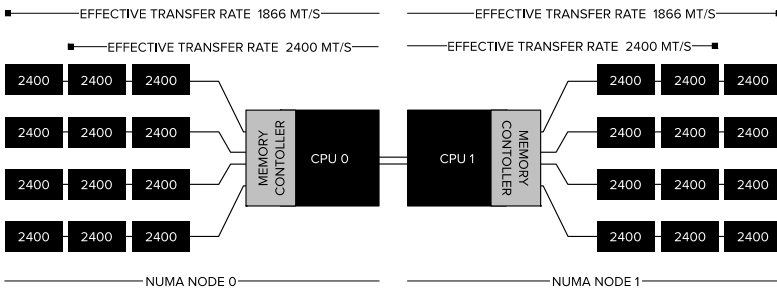 EFFECTIVE TRANSFER RATE 1866 MT/S EFFECTIVE TRANSFER RATE 1866 MT/S
EFFECTIVE TRANSFER RATE 2400 MT/S EFFECTIVE TRANSFER RATE 2400 MT/S
2400 2400 2400 2400 2400 2400
2400 2400 2400 2400 2400 2400
MEMORY CONTOLLER CPU 0 CPU 1 MEMORY CONTOLLER
2400 2400 2400 2400 2400 2400
2400 2400 2400 2400 2400 2400
NUMA NODE 0 NUMA NODE 1